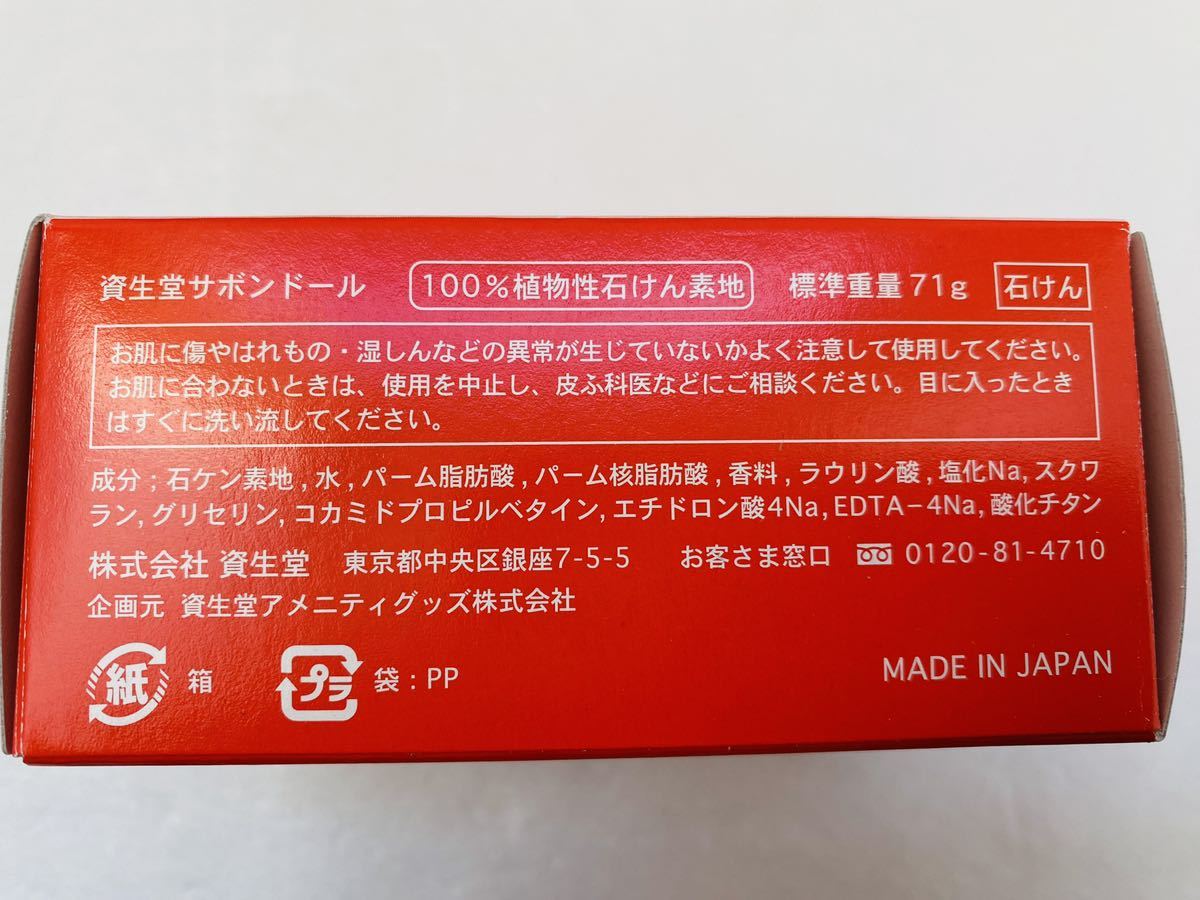 資生堂サボンドール 100%植物性石けん素地 標準重量71g 石けん
お肌に傷やはれもの・湿しんなどの異常が生じていないかよく注意して使用してください。
お肌に合わないときは、使用を中止し、皮ふ科医などにご相談ください。目に入ったとき
はすぐに洗い流してください。
成分;石ケン素地,水,パーム脂肪酸,パーム核脂肪酸,香料,ラウリン酸,塩化Na,スクワ
ラン,グリセリン,コカミドプロピルベタイン,エチドロン酸4Na,EDTA−4Na,酸化チタン
株式会社 資生堂 東京都中央区銀座7-5-5 お客さま窓口 0120-81-4710
企画元 資生堂アメニティグッズ株式会社
紙 箱 プラ 袋:PP MADE IN JAPAN